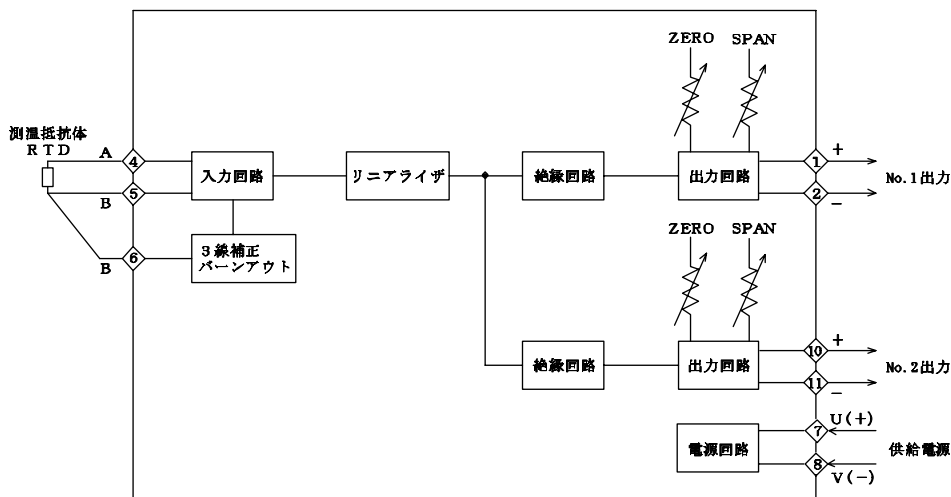 ZERO SPAN
測温抵抗体
RTD
A
4
入力回路
リニアライザ
絶縁回路
出力回路
1
+
No.1出力
2
−
B
5
B
6
3線補正
バーンアウト
ZERO SPAN
絶縁回路
出力回路
10
+
No.2出力
11
−
電源回路
7
U(+)
供給電源
8
V(−)